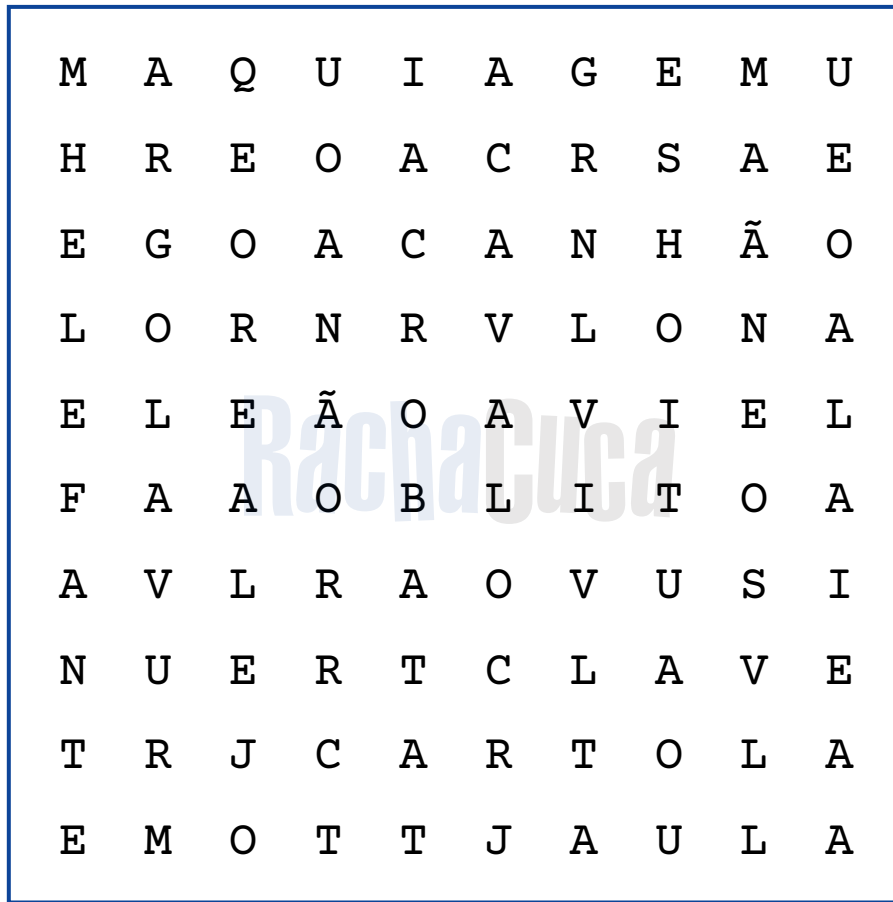 M A Q U I A G E M U
H R E O A C R S A E
E G O A C A N H Ã O
L O R N R V L O N A
E L E Ã O A V I E L
F A A O B L I T O A
A V L R A O V U S I
N U E R T C L A V E
T R J C A R T O L A
E M O T T J A U L A
RachaCuca